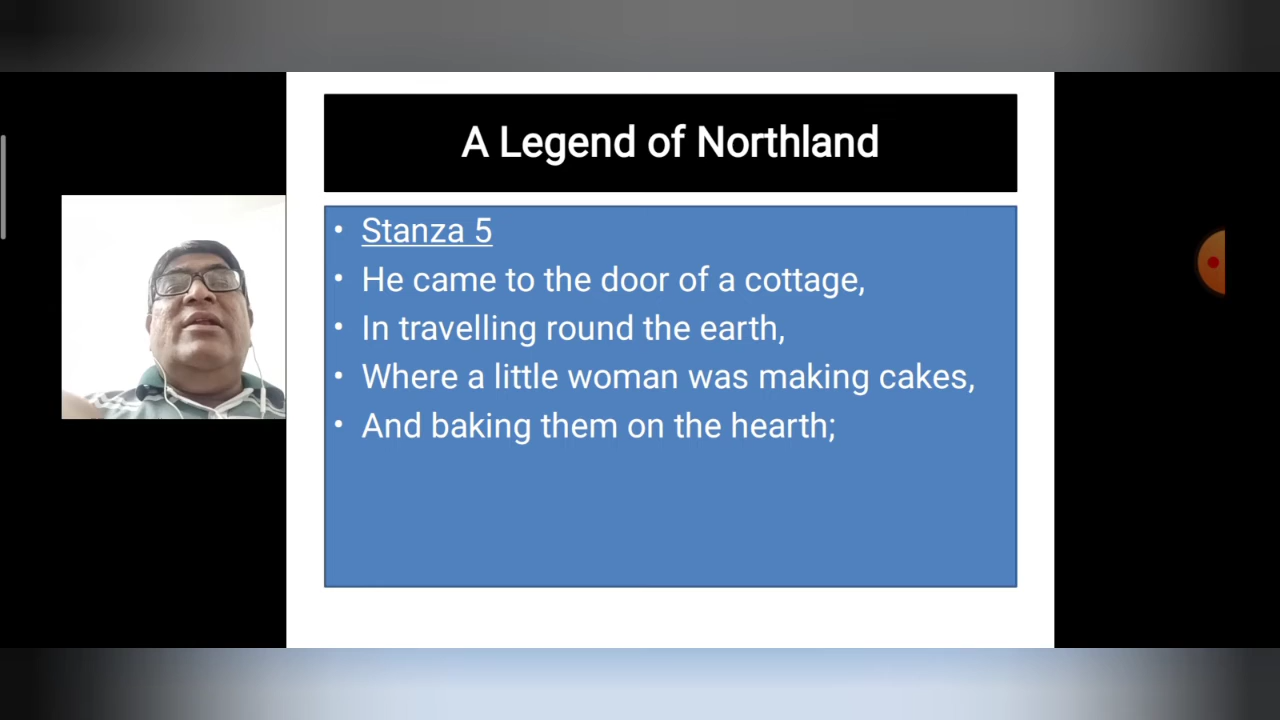 A Legend of Northland
• Stanza 5
• He came to the door of a cottage,
• In travelling round the earth,
• Where a little woman was making cakes,
• And baking them on the hearth;